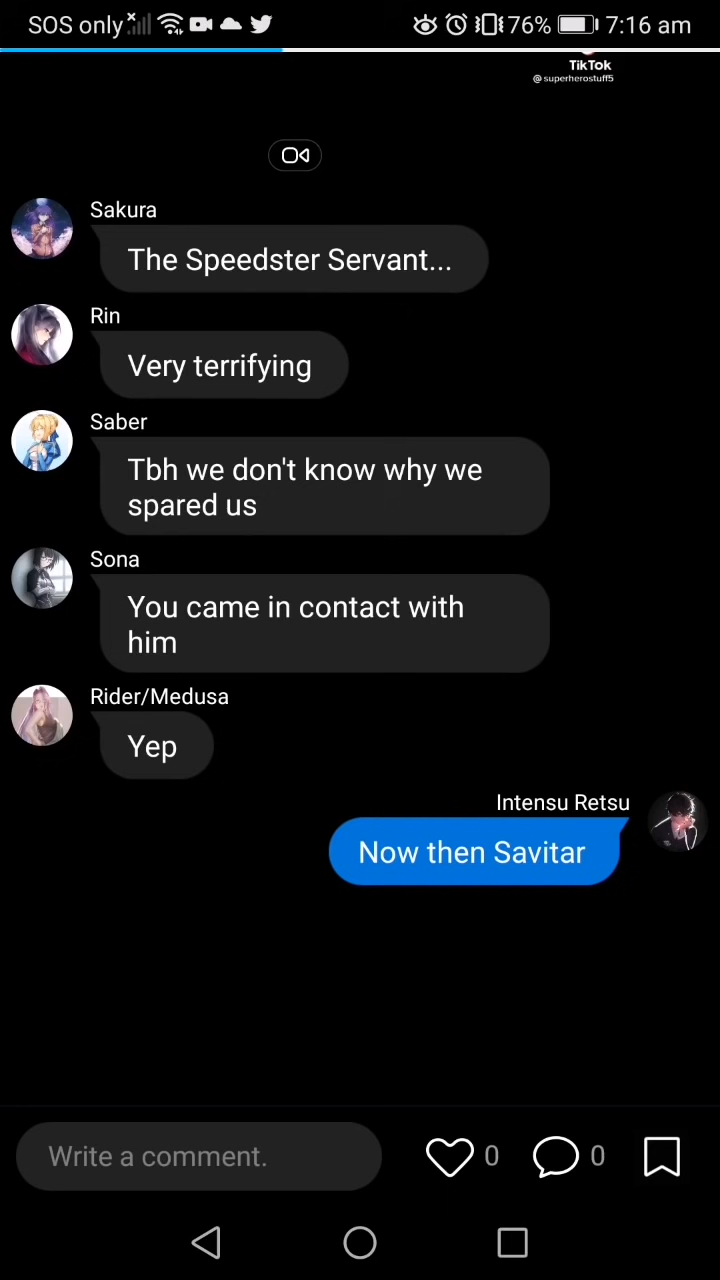 SOS only 76% 7:16 am
TikTok
@superherostuff5
Sakura
The Speedster Servant...
Rin
Very terrifying
Saber
Tbh we don't know why we
spared us
Sona
You came in contact with
him
Rider/Medusa
Yep
Intensu Retsu
Now then Savitar
Write a comment.
0
0